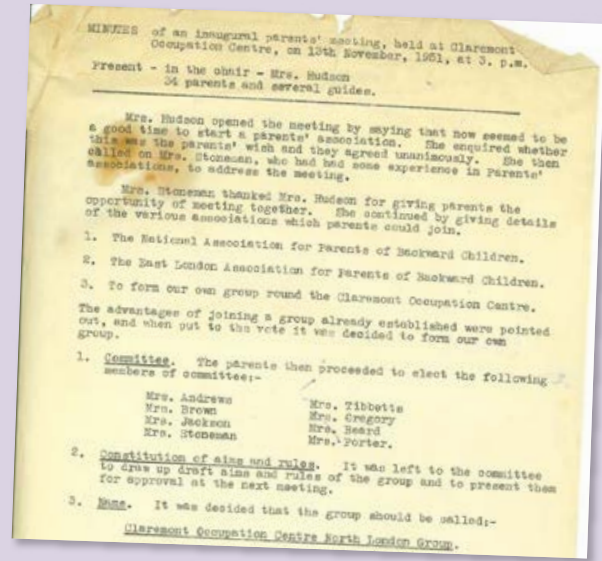 MINUTES of an inaugural parents' meeting, held at Claremont
Occupation Centre, on 13th November, 1951, at 3. p.m.
Present - in the chair - Mrs. Hudson
34 parents and several guides.
Mrs. Hudson opened the meeting by saying that now seemed to be
a good time to start a parents' association. She enquired whether
this was the parents' wish and they agreed unanimously. She then
called on Mrs. Stoneman, who had had some experience in Parents'
associations, to address the meeting.
Mrs. Stoneman thanked Mrs. Hudson for giving parents the
opportunity of meeting together. She continued by giving details
of the various associations which parents could join.
1. The National Association for Parents of Backward Children.
2. The East London Association for Parents of Backward Children.
3. To form our own group round the Claremont Occupation Centre.
The advantages of joining a group already established were pointed
out, and when put to the vote it was decided to form our own
group.
1. Committee. The parents then proceeded to elect the following
members of committee:-
Mrs. Andrews Mrs. Tibbetts
Mrs. Brown Mrs. Gregory
Mrs. Jackson Mrs. Beard
Mrs. Stoneman Mrs. Porter.
2. Constitution of aims and rules. It was left to the committee
to draw up draft aims and rules of the group and to present them
for approval at the next meeting.
3. Name. It was decided that the group should be called:-
Claremont Occupation Centre North London Group.